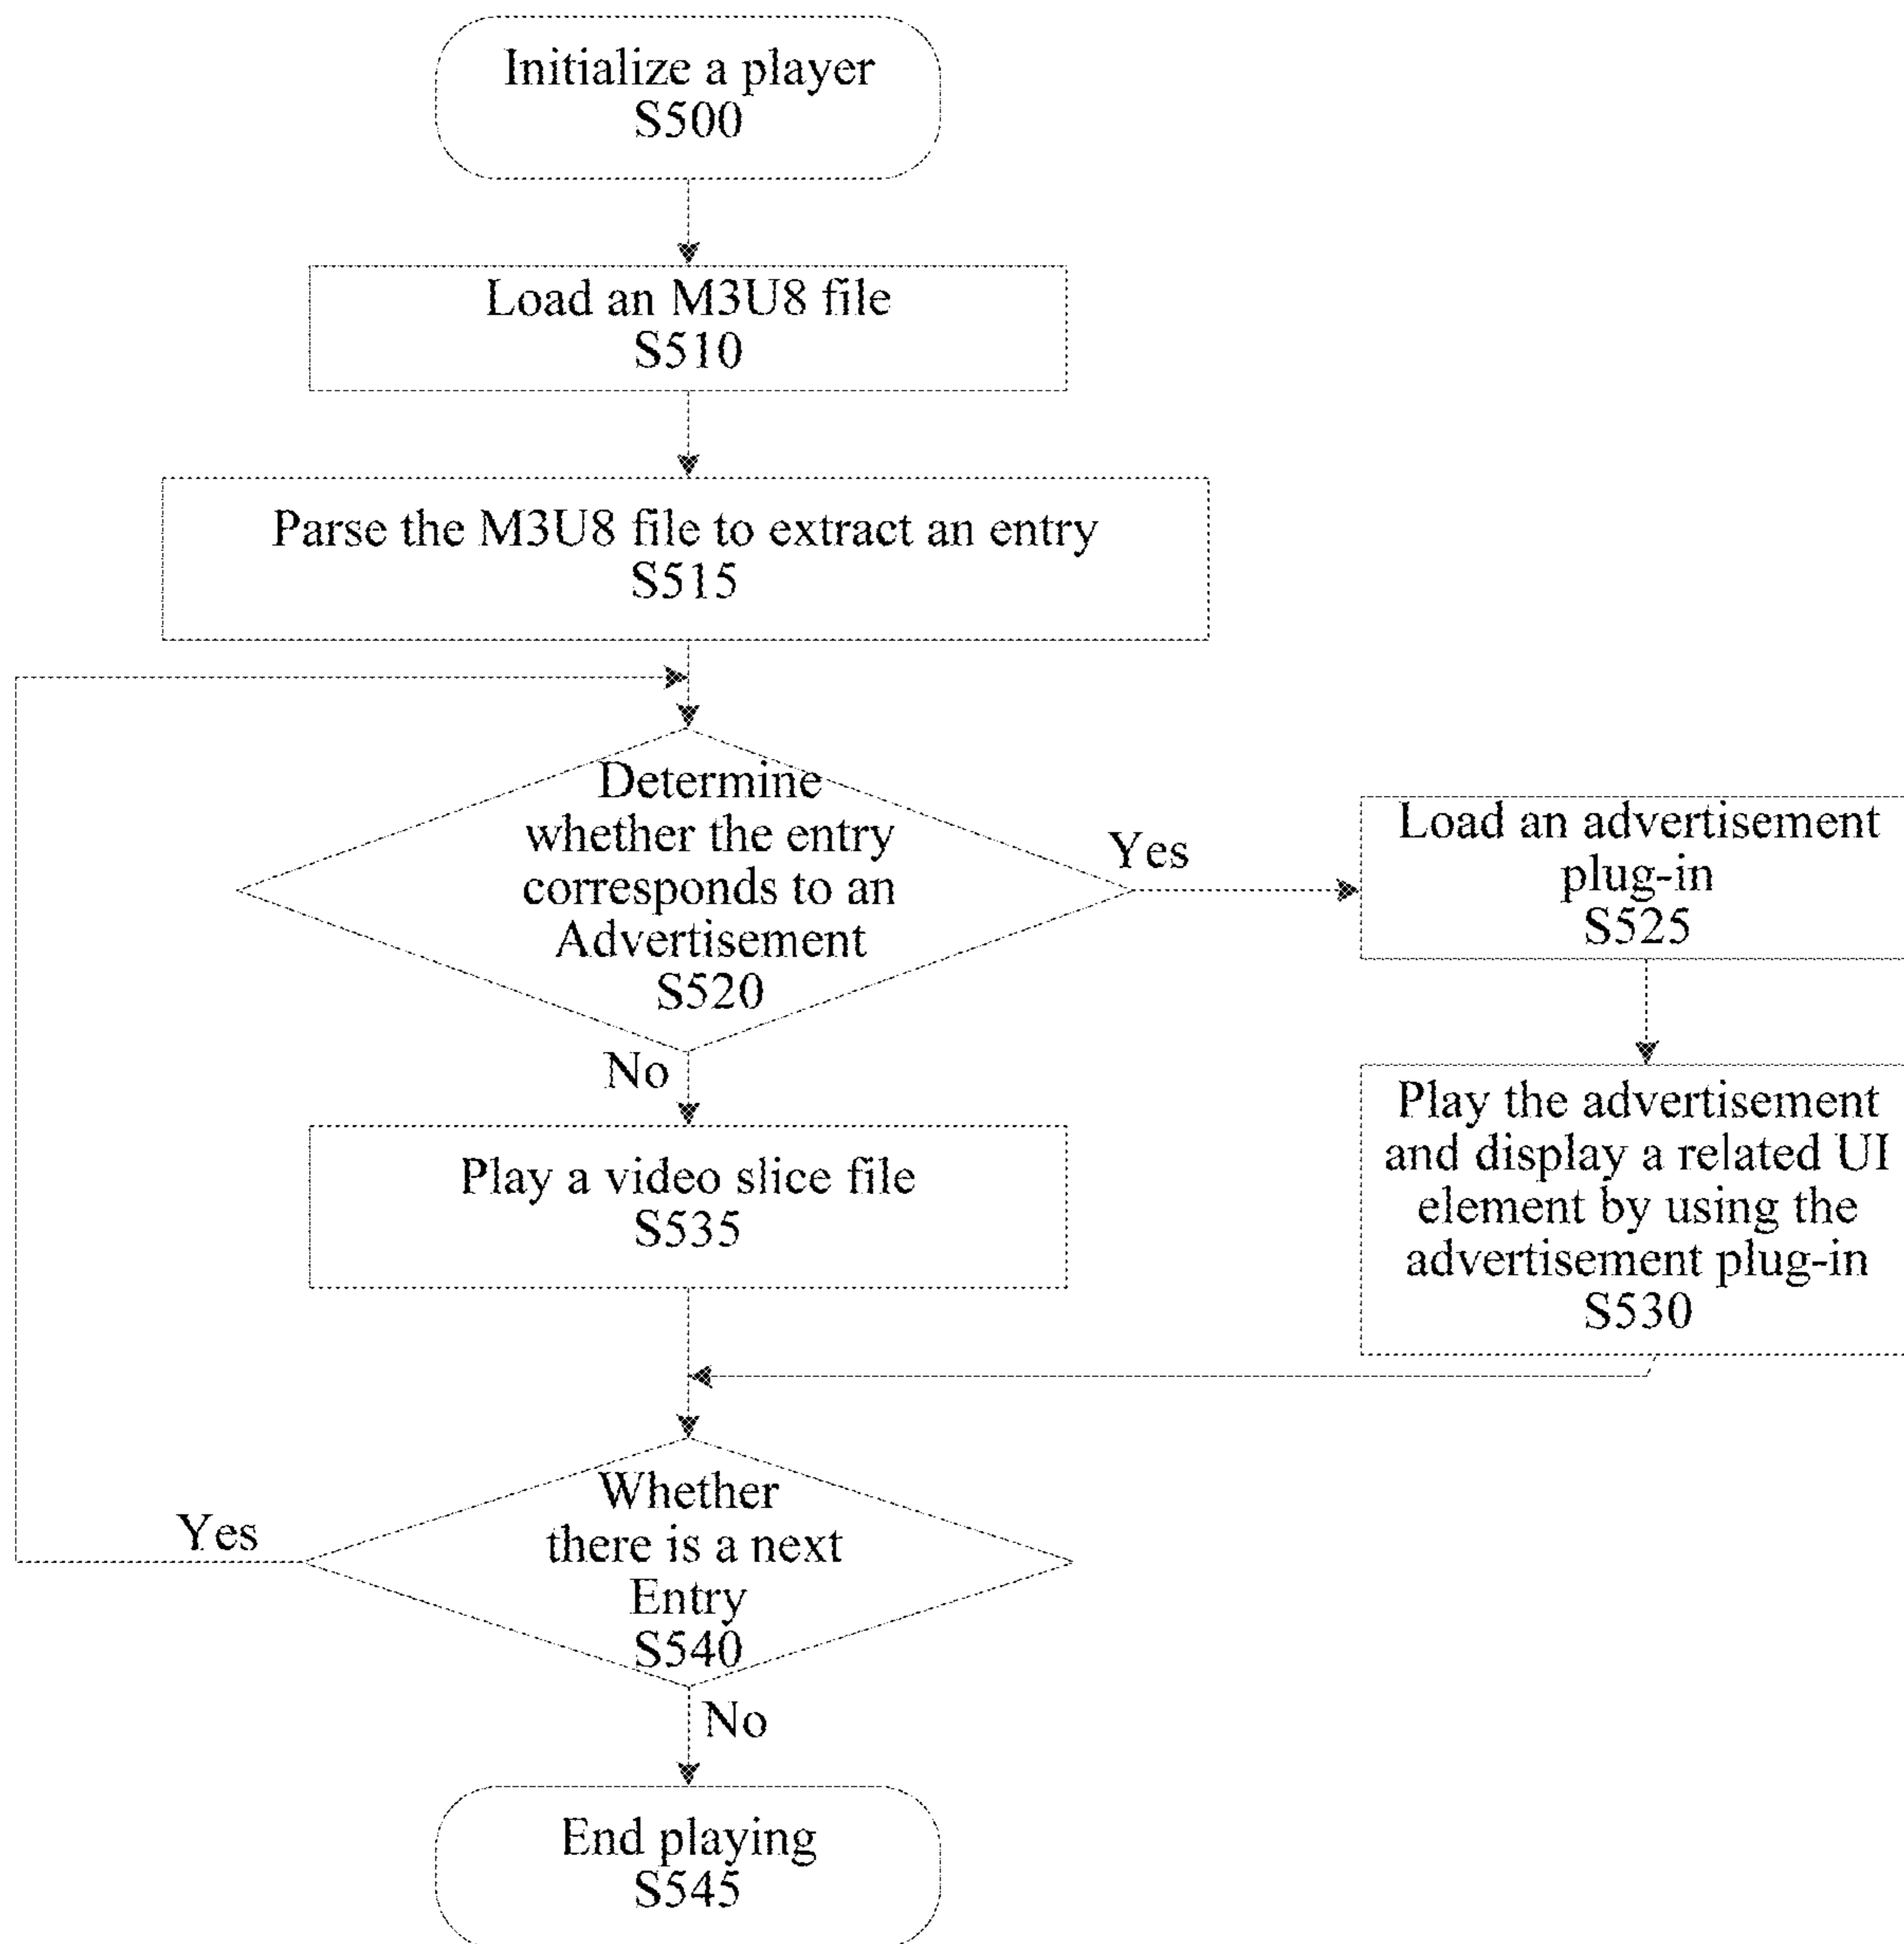 Initialize a player
S500
Load an M3U8 file
S510
Parse the M3U8 file to extract an entry
S515
Determine
whether the entry
corresponds to an
Advertisement
S520
Yes
Load an advertisement
plug-in
S525
No
Play the advertisement
and display a related UI
element by using the
advertisement plug-in
S530
Play a video slice file
S535
Whether
there is a next
Entry
S540
Yes
No
End playing
S545